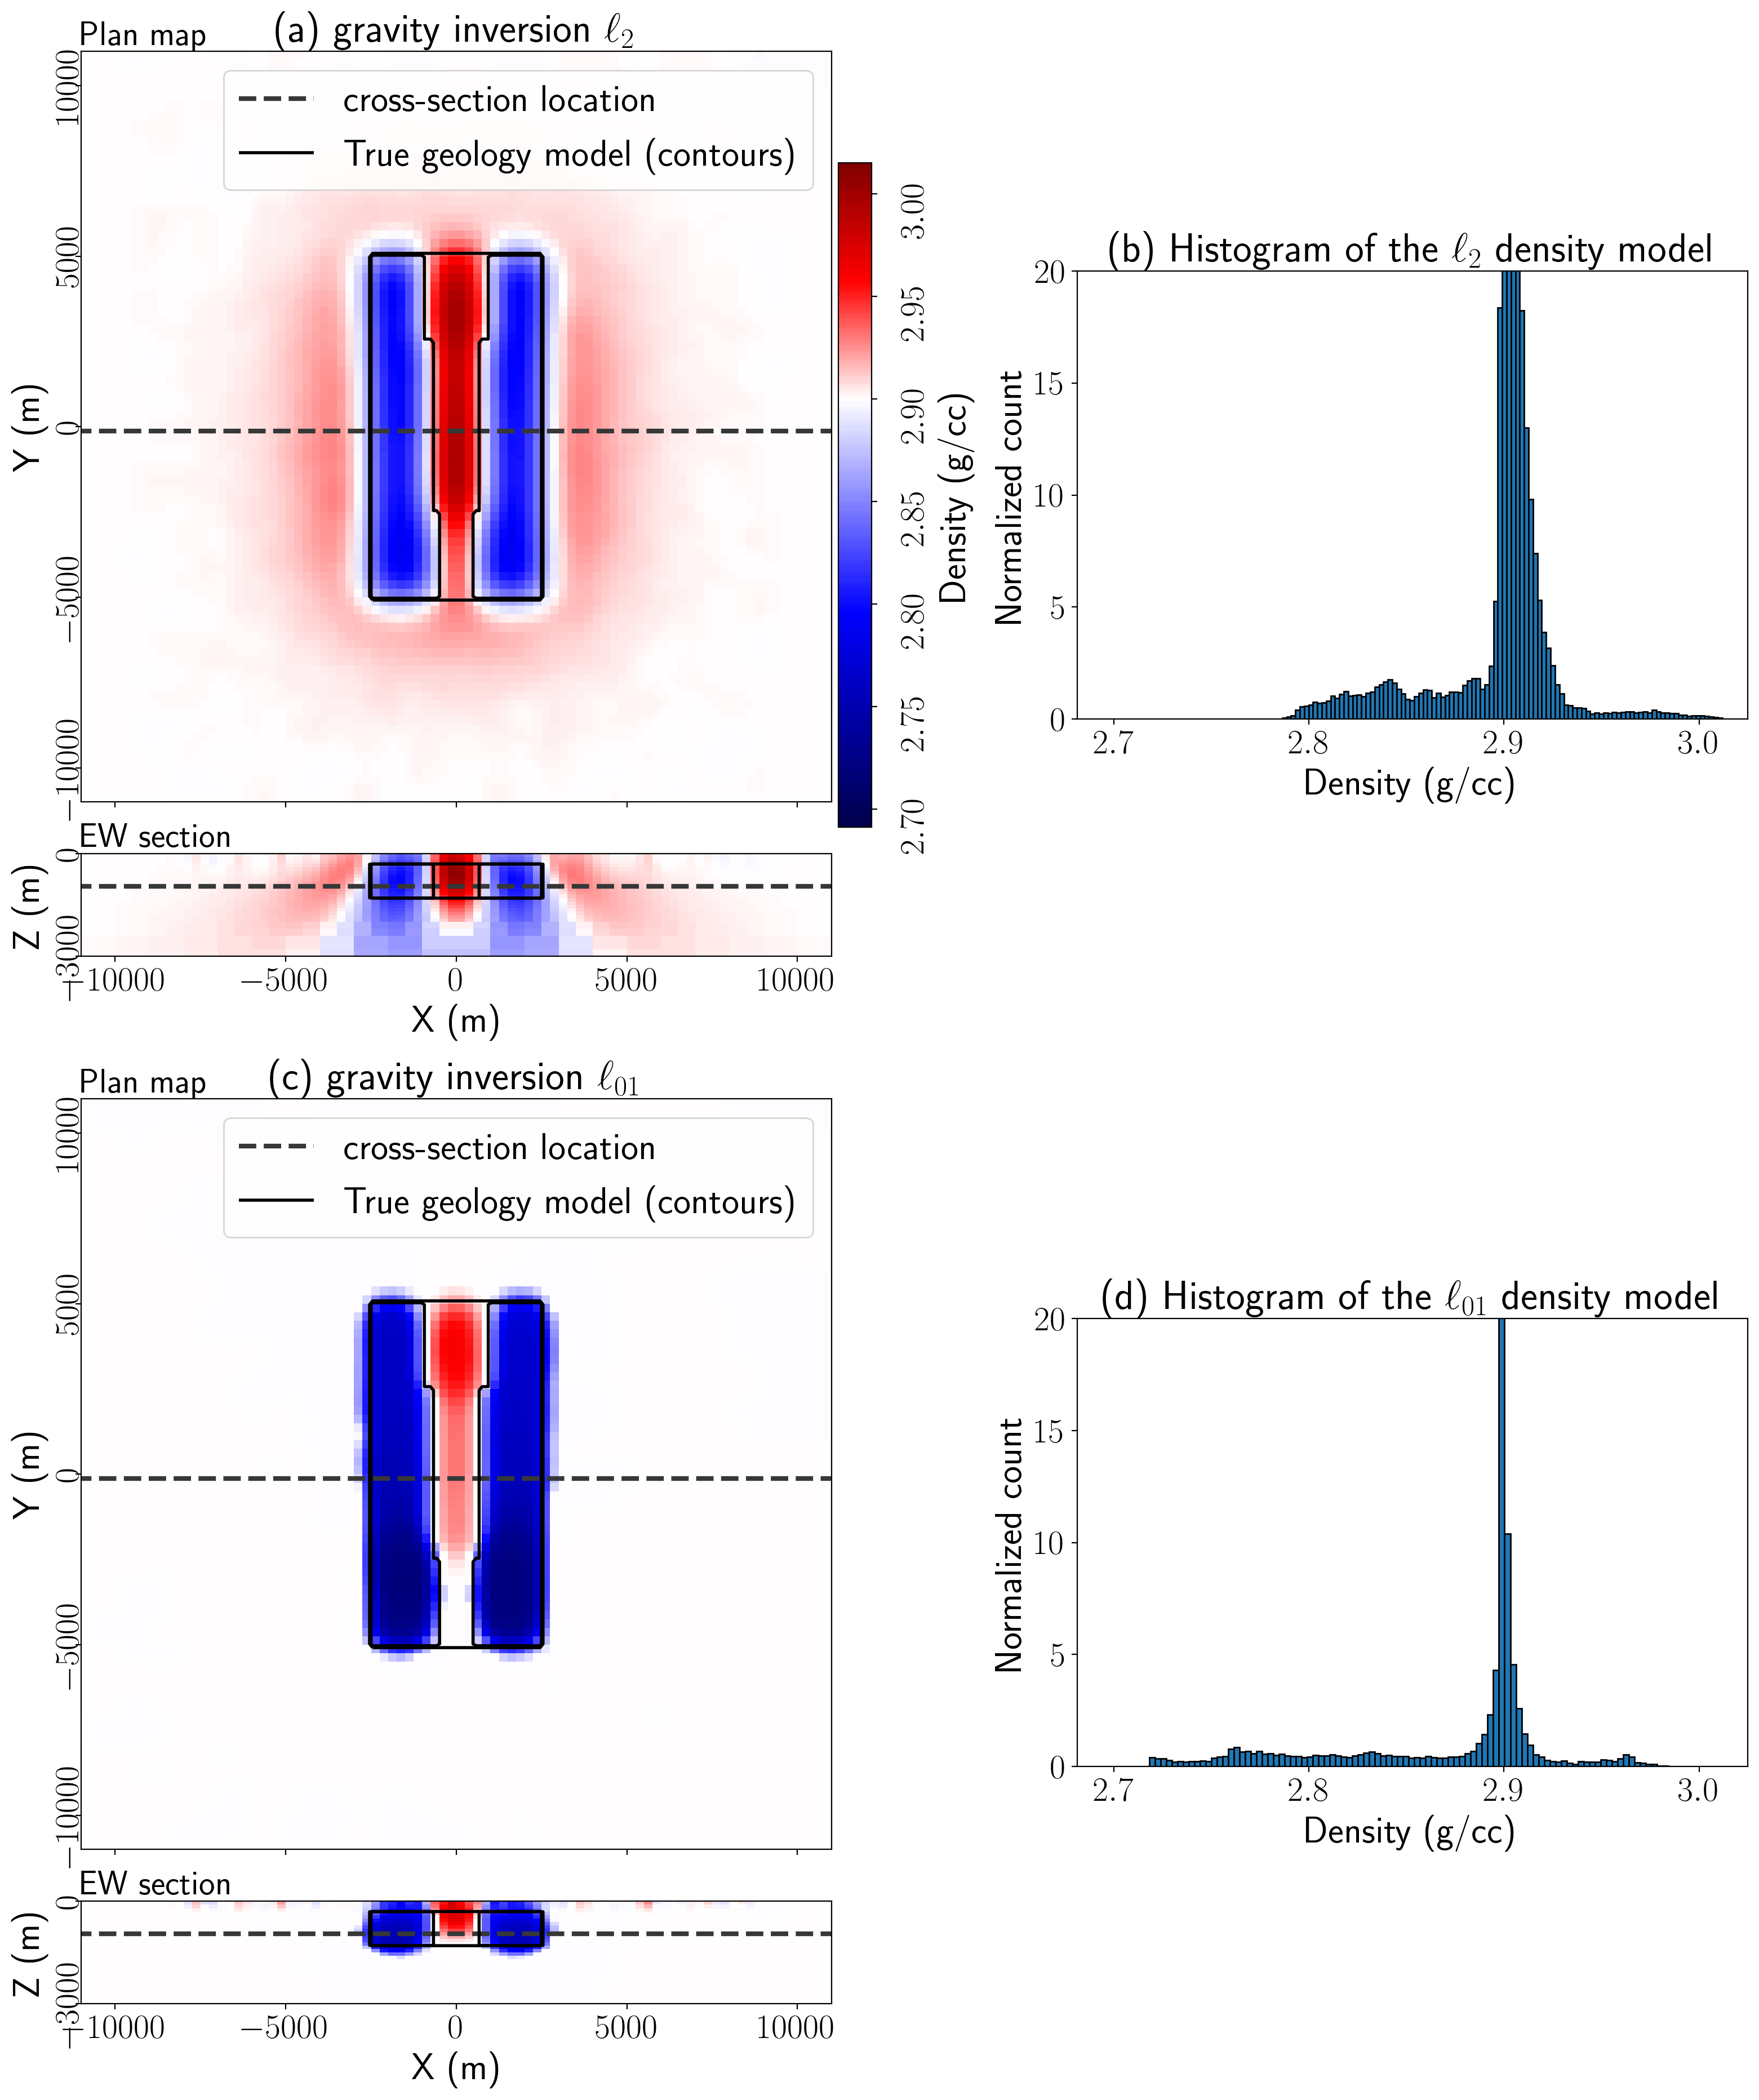 Plan map
(a) gravity inversion ℓ₂
cross-section location
True geology model (contours)
10000
5000
0
−5000
−10000
Y (m)
3.00
2.95
2.90
2.85
2.80
2.75
2.70
Density (g/cc)
EW section
0
−3000
Z (m)
−10000
−5000
0
5000
10000
X (m)
(b) Histogram of the ℓ₂ density model
20
15
10
5
0
Normalized count
2.7
2.8
2.9
3.0
Density (g/cc)
Plan map
(c) gravity inversion ℓ₀₁
cross-section location
True geology model (contours)
10000
5000
0
−5000
−10000
Y (m)
EW section
0
−3000
Z (m)
−10000
−5000
0
5000
10000
X (m)
(d) Histogram of the ℓ₀₁ density model
20
15
10
5
0
Normalized count
2.7
2.8
2.9
3.0
Density (g/cc)